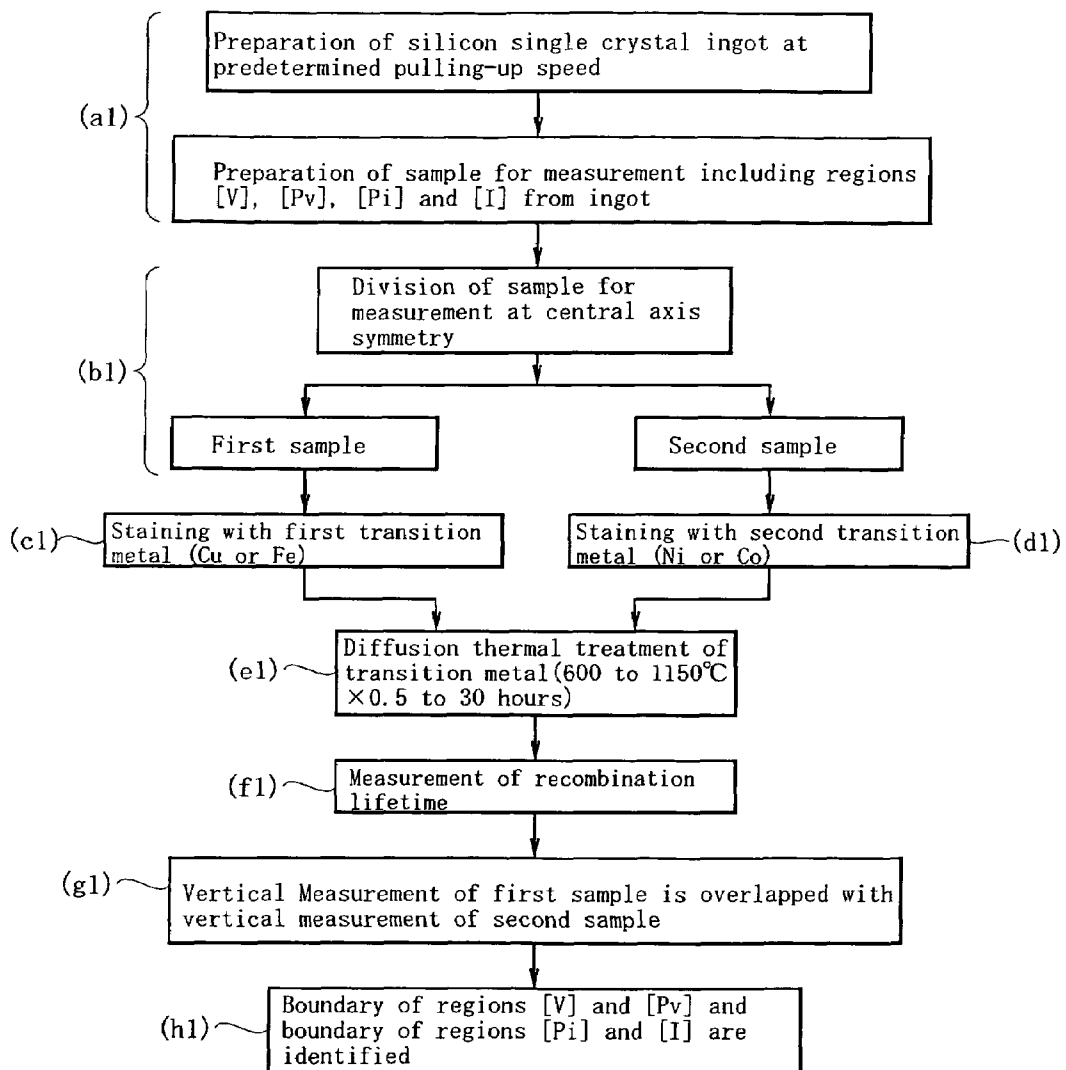 Preparation of silicon single crystal ingot at
predetermined pulling-up speed
(a1)
Preparation of sample for measurement including regions
[V], [Pv], [Pi] and [I] from ingot
Division of sample for
measurement at central axis
symmetry
(b1)
First sample
Second sample
(c1)
Staining with first transition
metal (Cu or Fe)
Staining with second transition
metal (Ni or Co)
(d1)
(e1)
Diffusion thermal treatment of
transition metal(600 to 1150℃
×0.5 to 30 hours)
(f1)
Measurement of recombination
lifetime
(g1)
Vertical Measurement of first sample is overlapped with
vertical measurement of second sample
(h1)
Boundary of regions [V] and [Pv] and
boundary of regions [Pi] and [I] are
identified